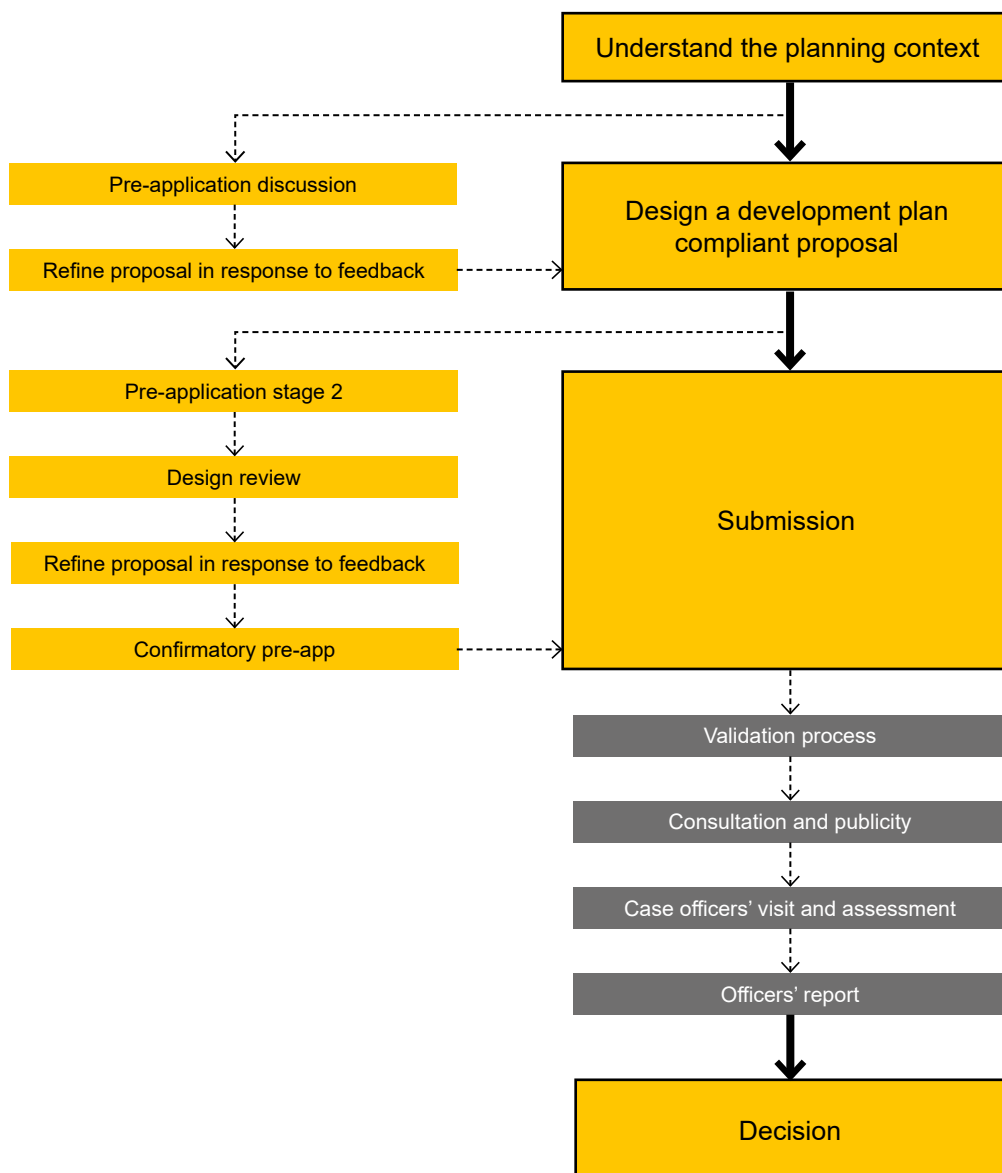 Understand the planning context
Pre-application discussion
Refine proposal in response to feedback
Design a development plan
compliant proposal
Pre-application stage 2
Design review
Refine proposal in response to feedback
Confirmatory pre-app
Submission
Validation process
Consultation and publicity
Case officers’ visit and assessment
Officers’ report
Decision